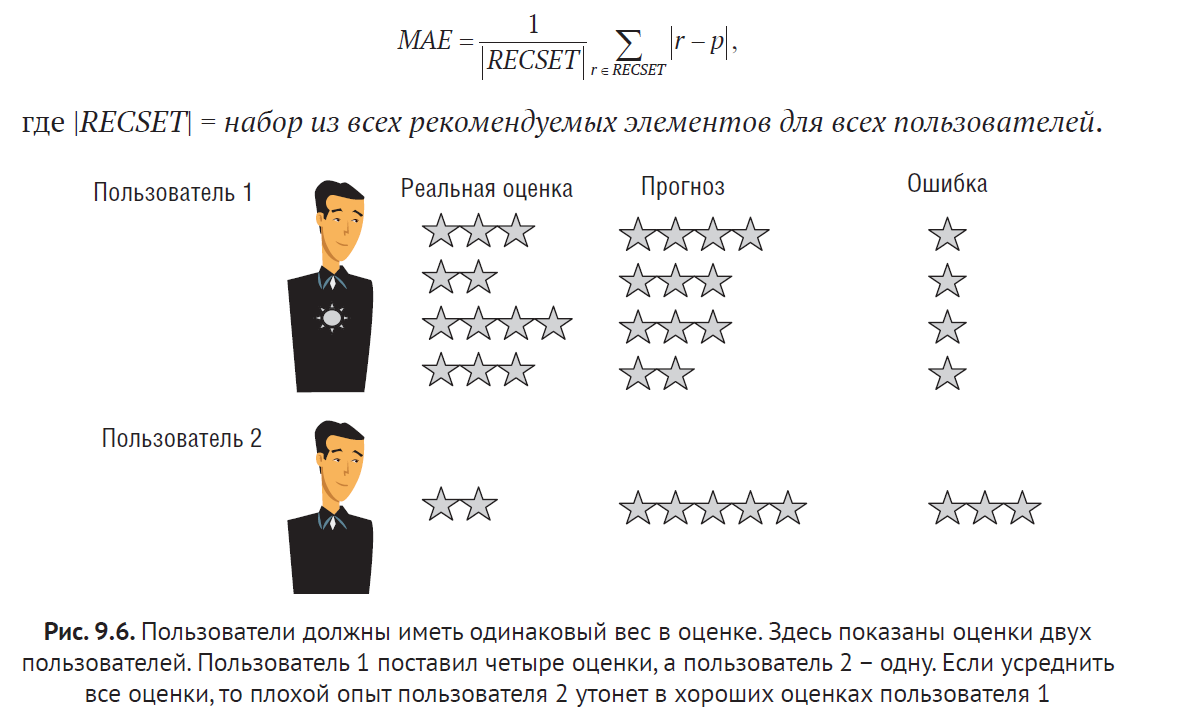 MAE = 1/|RECSET| ∑ r ∈ RECSET |r – p|,
где |RECSET| = набор из всех рекомендуемых элементов для всех пользователей.
Пользователь 1 Реальная оценка Прогноз Ошибка
Пользователь 2
Рис. 9.6. Пользователи должны иметь одинаковый вес в оценке. Здесь показаны оценки двух
пользователей. Пользователь 1 поставил четыре оценки, а пользователь 2 – одну. Если усреднить
все оценки, то плохой опыт пользователя 2 утонет в хороших оценках пользователя 1